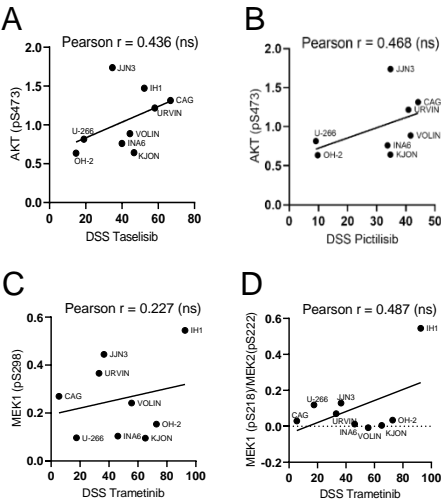 A
Pearson r = 0.436 (ns)
AKT (pS473)
2.0
1.5
1.0
0.5
0.0
JJN3
IH1
CAG
URVIN
U-266
VOLIN
INA6
OH-2
KJON
0 20 40 60 80
DSS Taselisib
B
Pearson r = 0.468 (ns)
AKT (pS473)
2.0
1.5
1.0
0.5
0.0
JJN3
CAG
URVIN
U-266
VOLIN
INA6
OH-2
KJON
0 10 20 30 40 50
DSS Pictilisib
C
Pearson r = 0.227 (ns)
MEK1 (pS298)
0.6
0.4
0.2
0.0
IH1
JJN3
URVIN
CAG
VOLIN
OH-2
U-266
INA6
KJON
0 20 40 60 80 100
DSS Trametinib
D
Pearson r = 0.487 (ns)
MEK1 (pS218)/MEK2(pS222)
0.6
0.4
0.2
0.0
-0.2
IH1
U-266
JJN3
CAG
URVIN
OH-2
INA6
VOLIN
KJON
0 20 40 60 80 100
DSS Trametinib